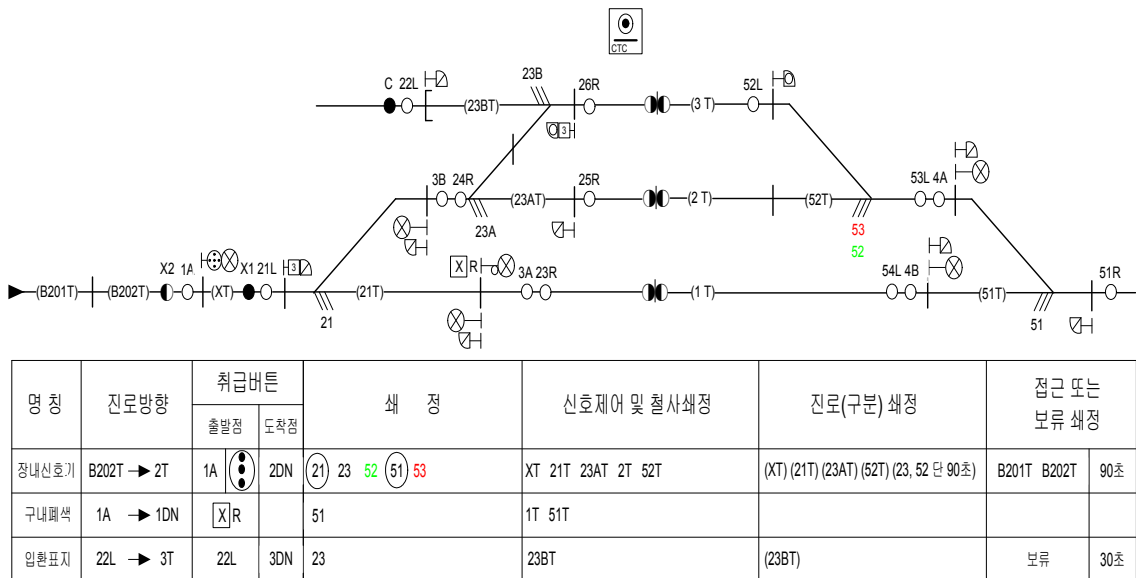 CTC
C 22L
(23BT)
23B
26R
(3 T)
52L
3
3B 24R
23A
(23AT)
25R
(2 T)
(52T)
53
52
53L 4A
(B201T)
(B202T)
X2 1A
(XT)
X1 21L
3
21
(21T)
X R
3A 23R
(1 T)
54L 4B
(51T)
51
51R
명 칭 진로방향 취급버튼 쇄 정 신호제어 및 철사쇄정 진로(구분) 쇄정 접근 또는
보류 쇄정
출발점 도착점
장내신호기 B202T → 2T 1A 2DN 21 23 52 51 53 XT 21T 23AT 2T 52T (XT) (21T) (23AT) (52T) (23, 52 단 90초) B201T B202T 90초
구내폐색 1A → 1DN X R 51 1T 51T
입환표지 22L → 3T 22L 3DN 23 23BT (23BT) 보류 30초